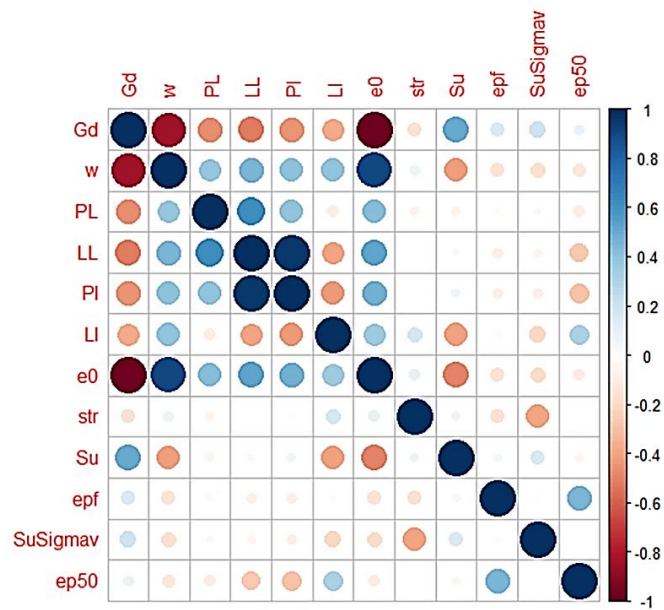 Gd w PL LL PI LI e0 str Su epf SuSigmav ep50
Gd
w
PL
LL
PI
LI
e0
str
Su
epf
SuSigmav
ep50
1
0.8
0.6
0.4
0.2
0
-0.2
-0.4
-0.6
-0.8
-1